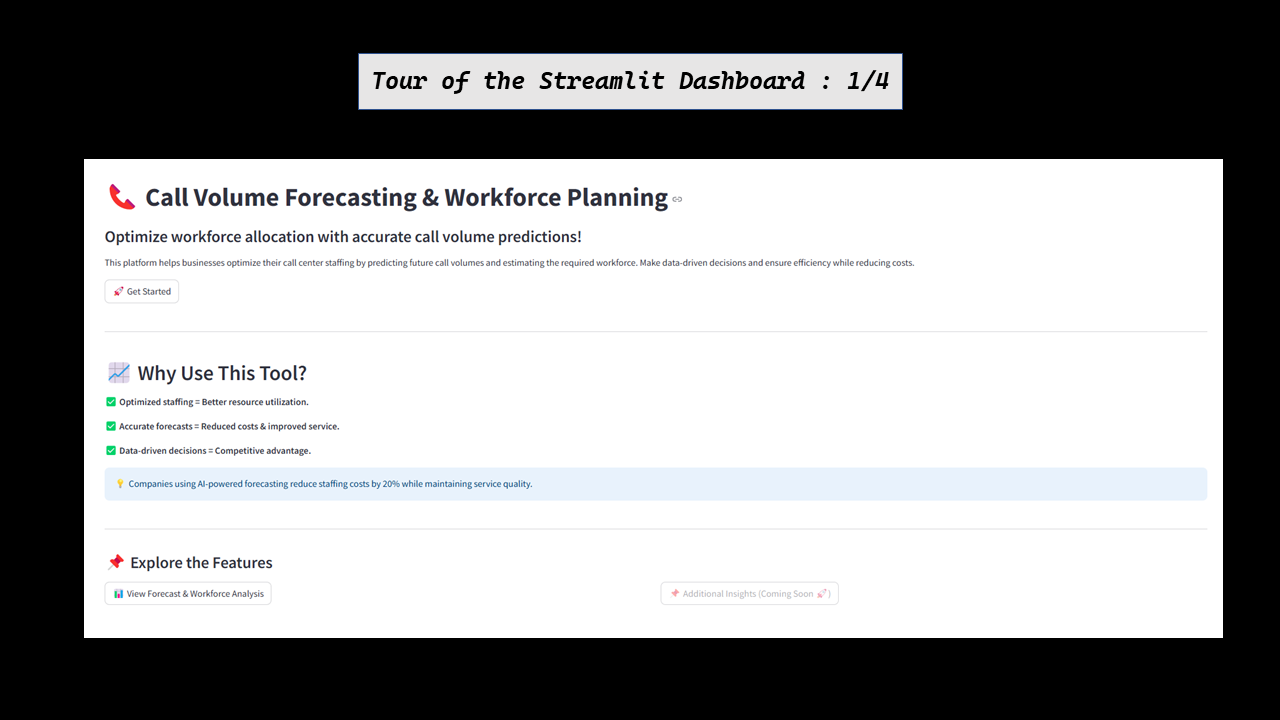 Tour of the Streamlit Dashboard : 1/4
📞 Call Volume Forecasting & Workforce Planning
Optimize workforce allocation with accurate call volume predictions!
This platform helps businesses optimize their call center staffing by predicting future call volumes and estimating the required workforce. Make data-driven decisions and ensure efficiency while reducing costs.
🚀 Get Started
📈 Why Use This Tool?
✅ Optimized staffing = Better resource utilization.
✅ Accurate forecasts = Reduced costs & improved service.
✅ Data-driven decisions = Competitive advantage.
💡 Companies using AI-powered forecasting reduce staffing costs by 20% while maintaining service quality.
📌 Explore the Features
📊 View Forecast & Workforce Analysis
📌 Additional Insights (Coming Soon 🚀)